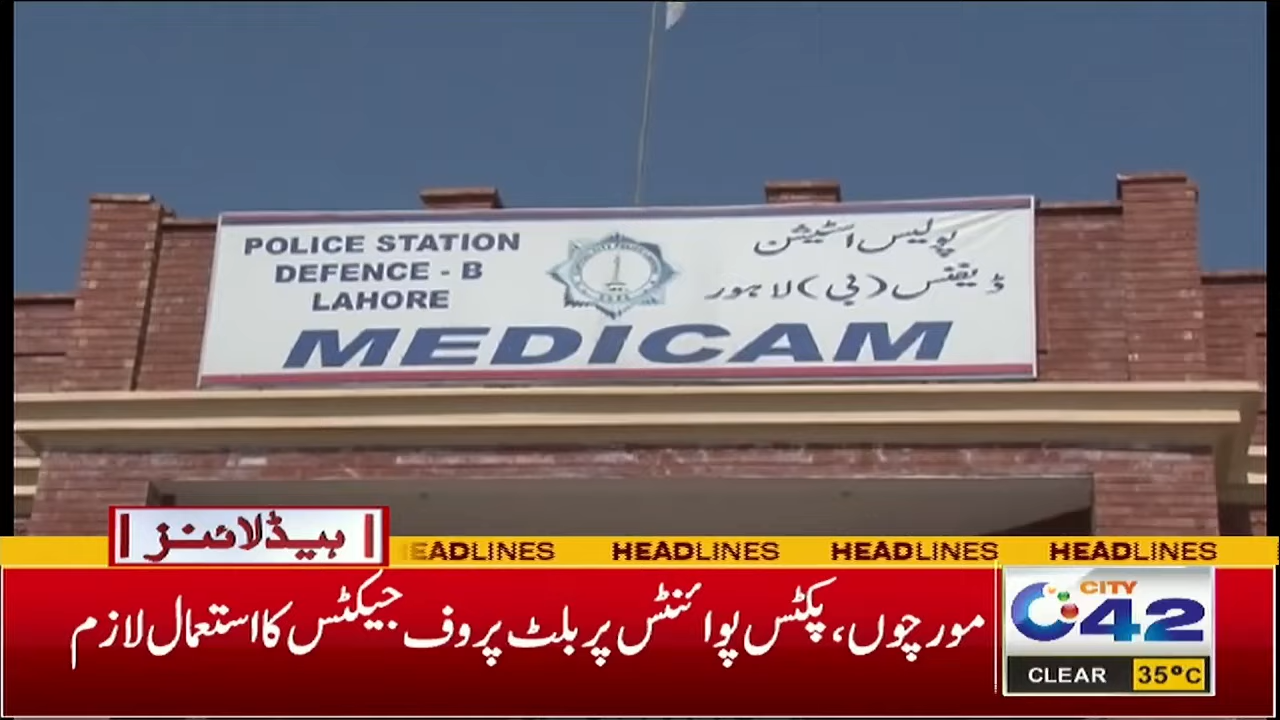 POLICE STATION
DEFENCE - B
LAHORE
پولیس اسٹیشن
ڈیفنس (بی) لاہور
MEDICAM
ہیڈلائنز
EADLINES HEADLINES HEADLINES HEADLINES
مورچوں، پکٹس پوائنٹس پر بلٹ پروف جیکٹس کا استعمال لازم
CITY
42
CLEAR 35°C